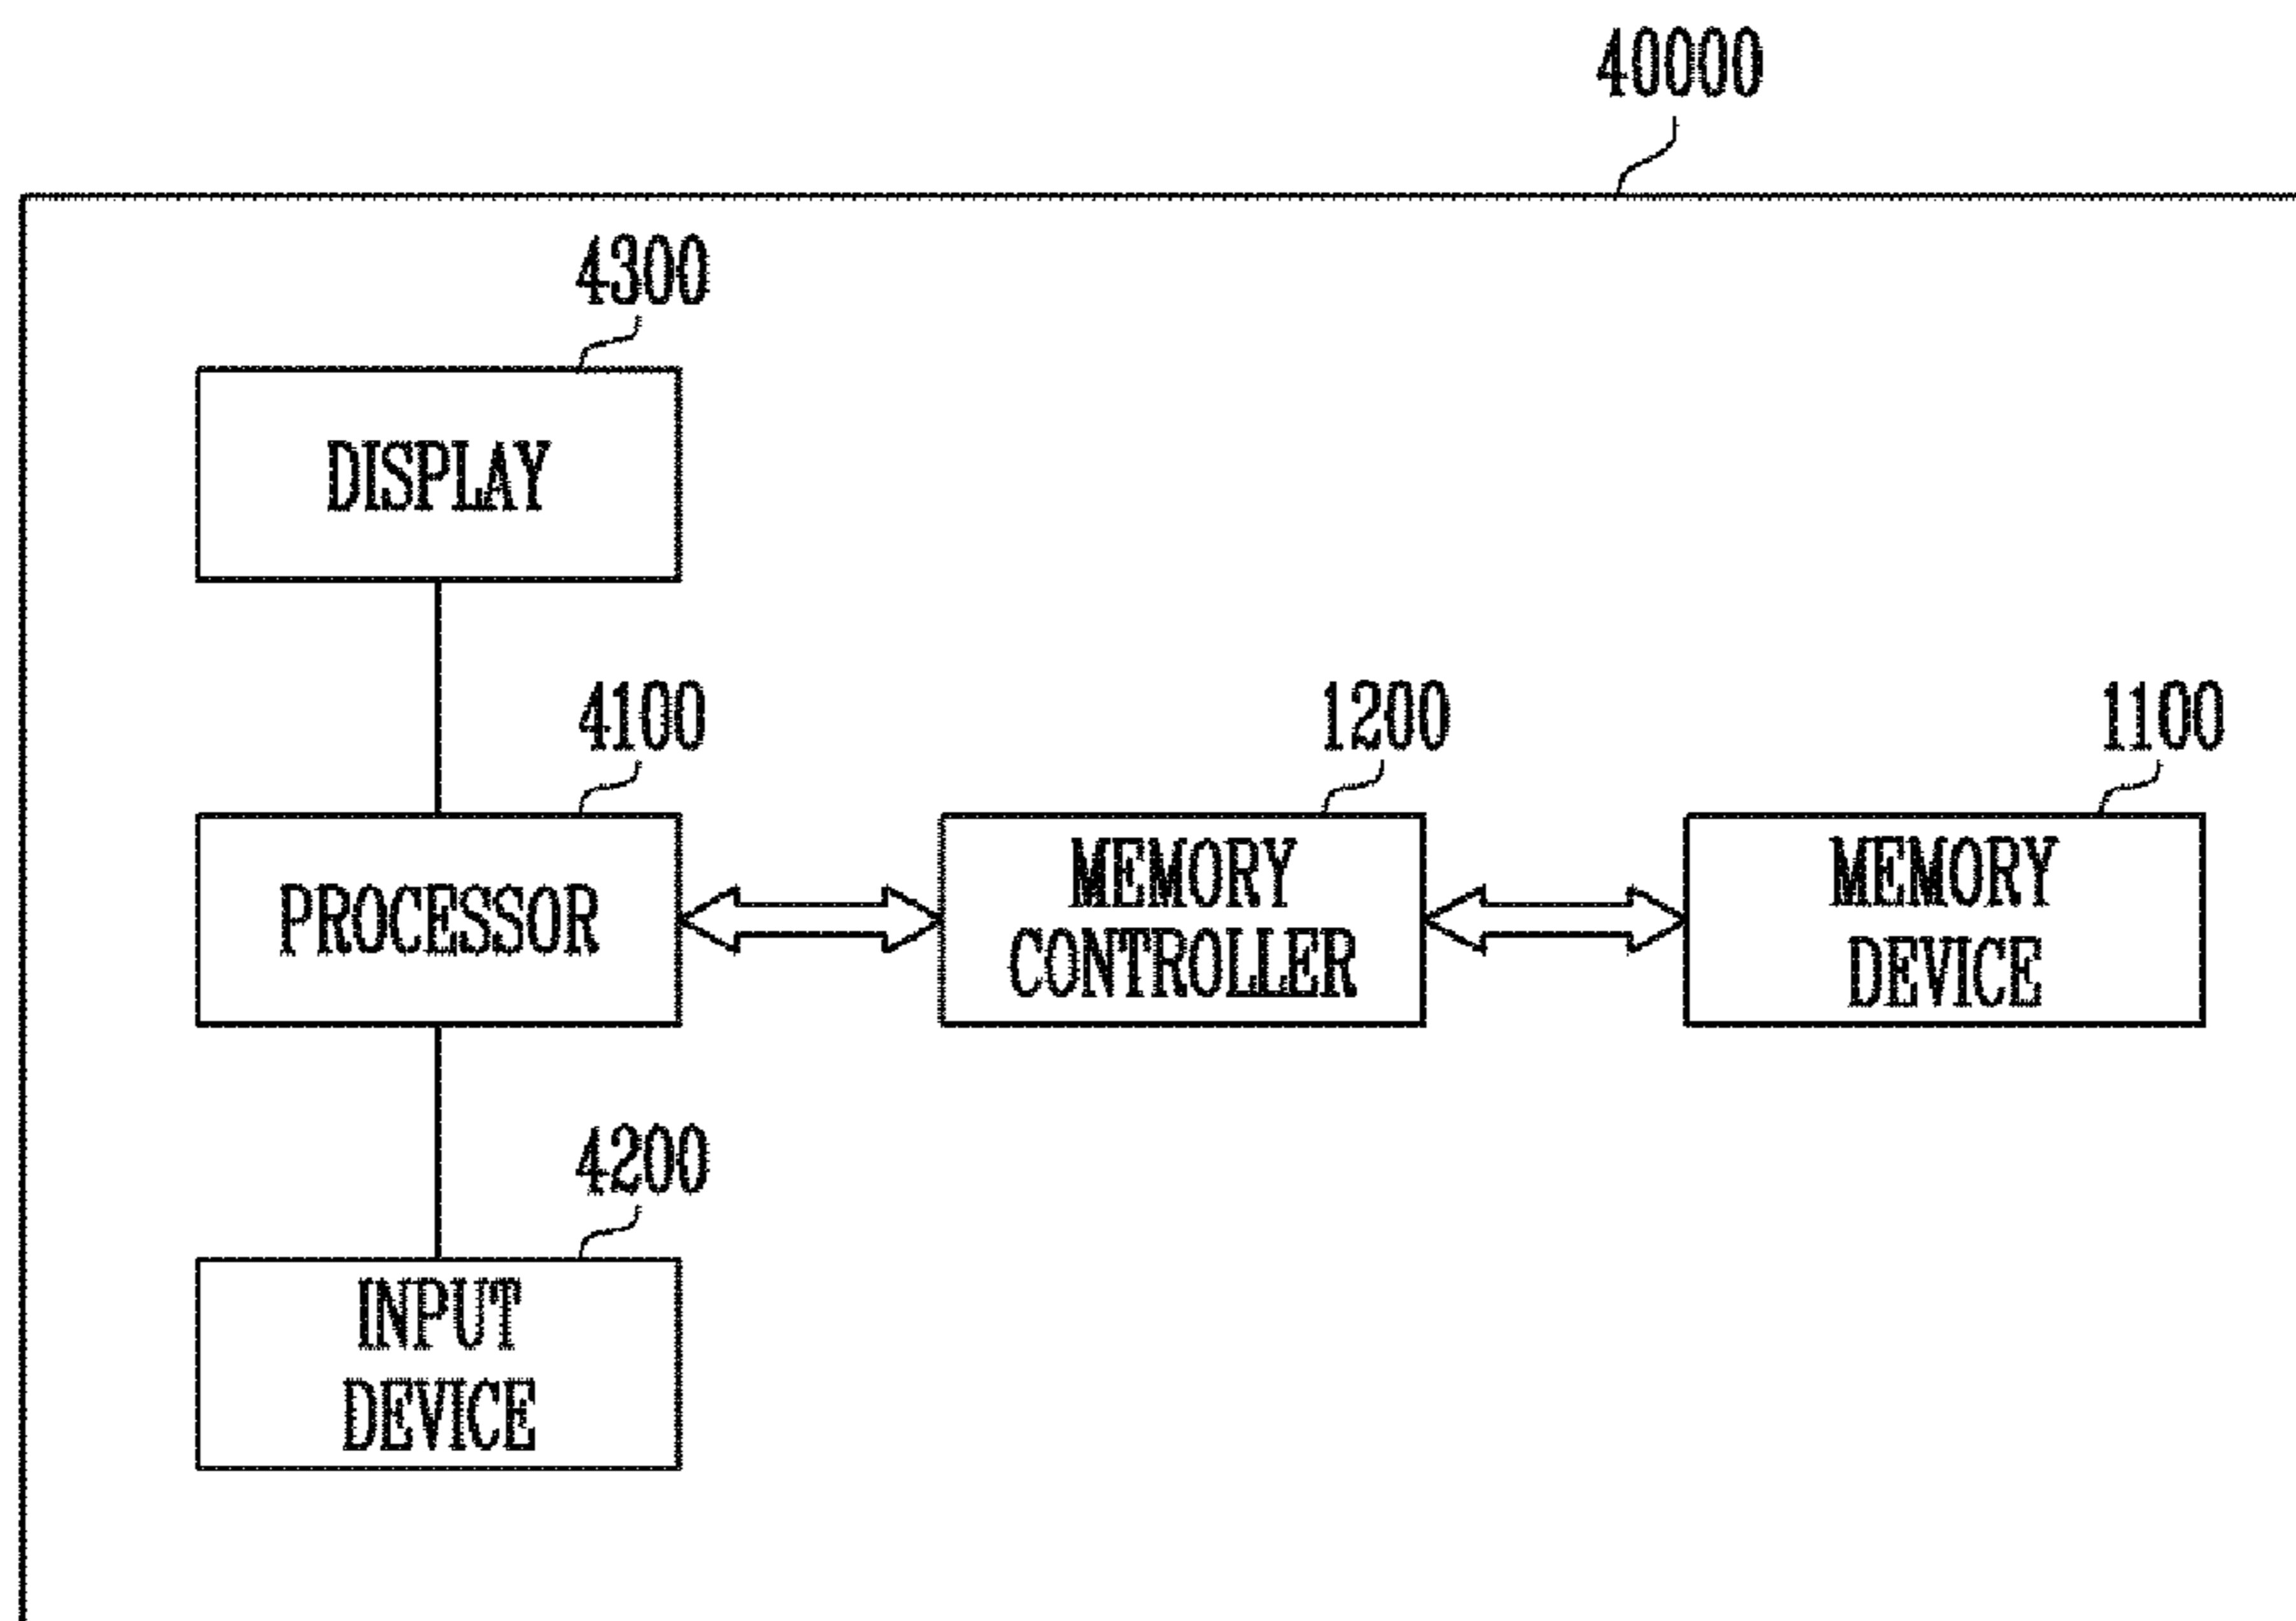 40000
4300
DISPLAY
4100
PROCESSOR
1200
MEMORY
CONTROLLER
1100
MEMORY
DEVICE
4200
INPUT
DEVICE